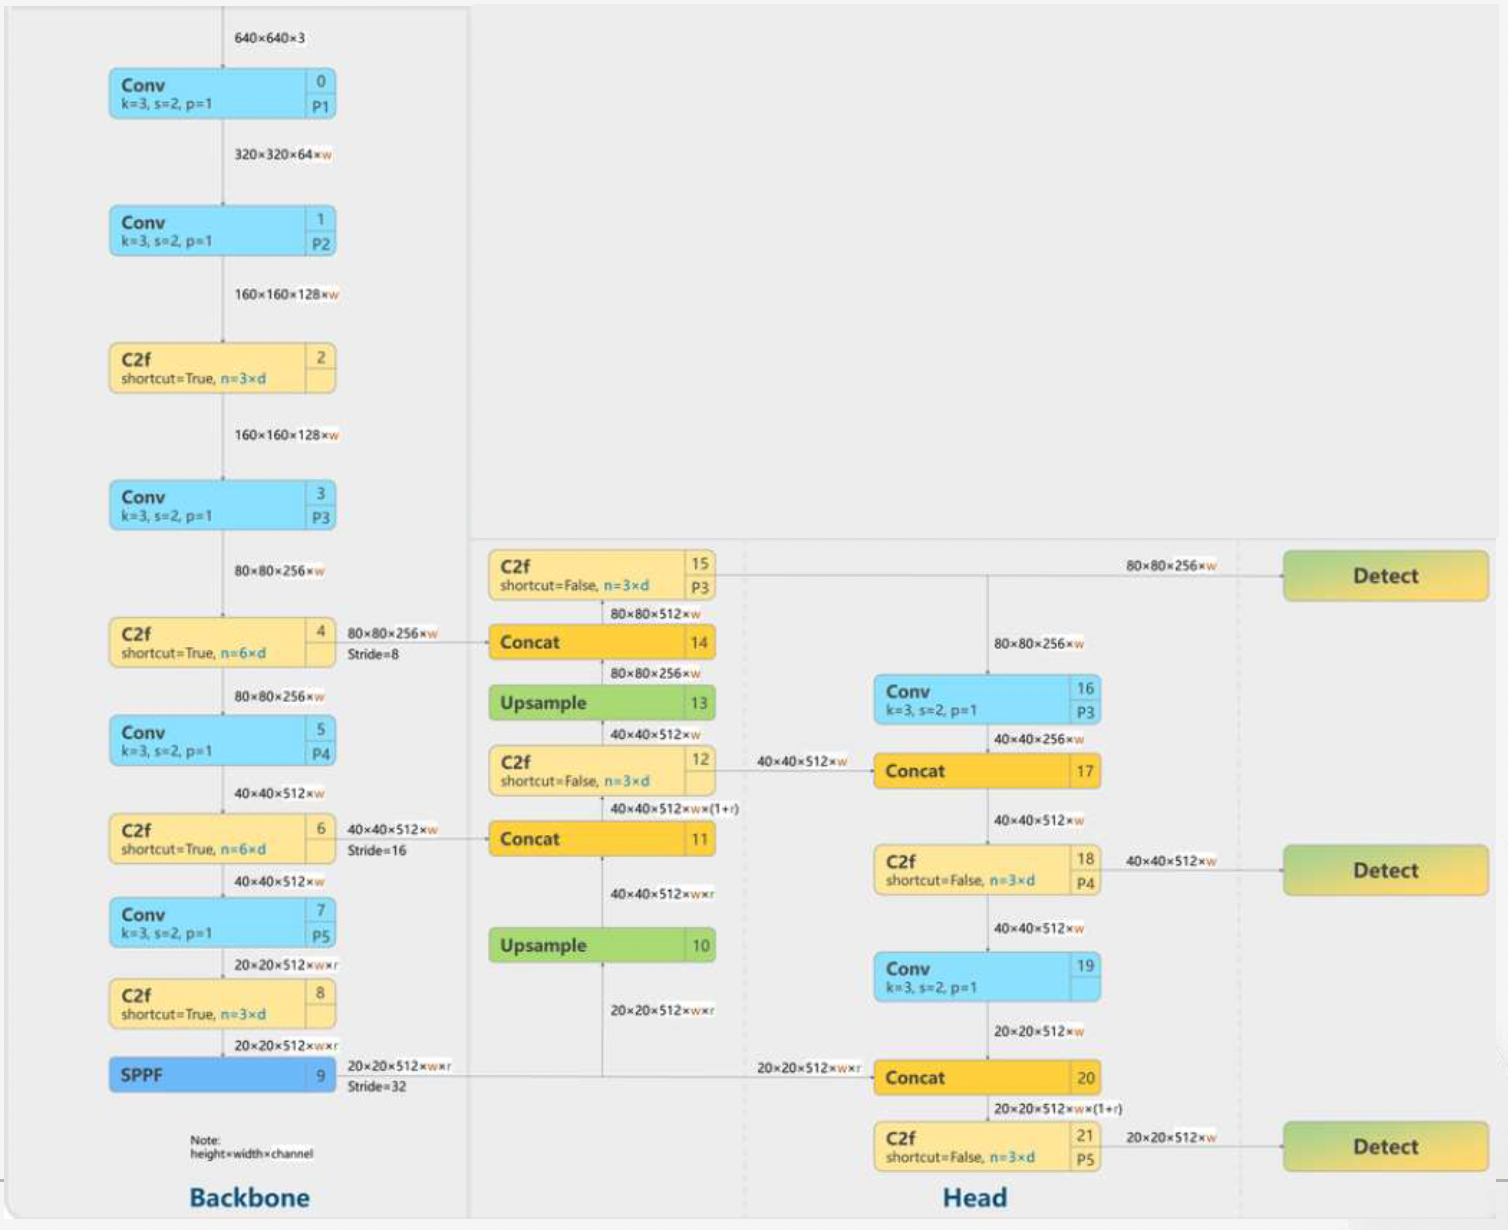 640×640×3
Conv
0
k=3, s=2, p=1
P1
320×320×64×w
Conv
1
k=3, s=2, p=1
P2
160×160×128×w
C2f
2
shortcut=True, n=3×d
160×160×128×w
Conv
3
k=3, s=2, p=1
P3
80×80×256×w
C2f
4
shortcut=True, n=6×d
80×80×256×w
Stride=8
80×80×256×w
Conv
5
k=3, s=2, p=1
P4
40×40×512×w
C2f
6
shortcut=True, n=6×d
40×40×512×w
Stride=16
40×40×512×w
Conv
7
k=3, s=2, p=1
P5
20×20×512×w×r
C2f
8
shortcut=True, n=3×d
20×20×512×w×r
SPPF
9
20×20×512×w×r
Stride=32
Note:
height×width×channel
Backbone
C2f
15
shortcut=False, n=3×d
P3
80×80×512×w
Concat
14
80×80×256×w
Upsample
13
40×40×512×w
C2f
12
shortcut=False, n=3×d
40×40×512×w×(1+r)
Concat
11
40×40×512×w×r
Upsample
10
20×20×512×w×r
80×80×256×w
Detect
80×80×256×w
Conv
16
k=3, s=2, p=1
P3
40×40×256×w
40×40×512×w
Concat
17
40×40×512×w
C2f
18
shortcut=False, n=3×d
P4
40×40×512×w
Detect
40×40×512×w
Conv
19
k=3, s=2, p=1
20×20×512×w
20×20×512×w×r
Concat
20
20×20×512×w×(1+r)
C2f
21
shortcut=False, n=3×d
P5
20×20×512×w
Detect
Head